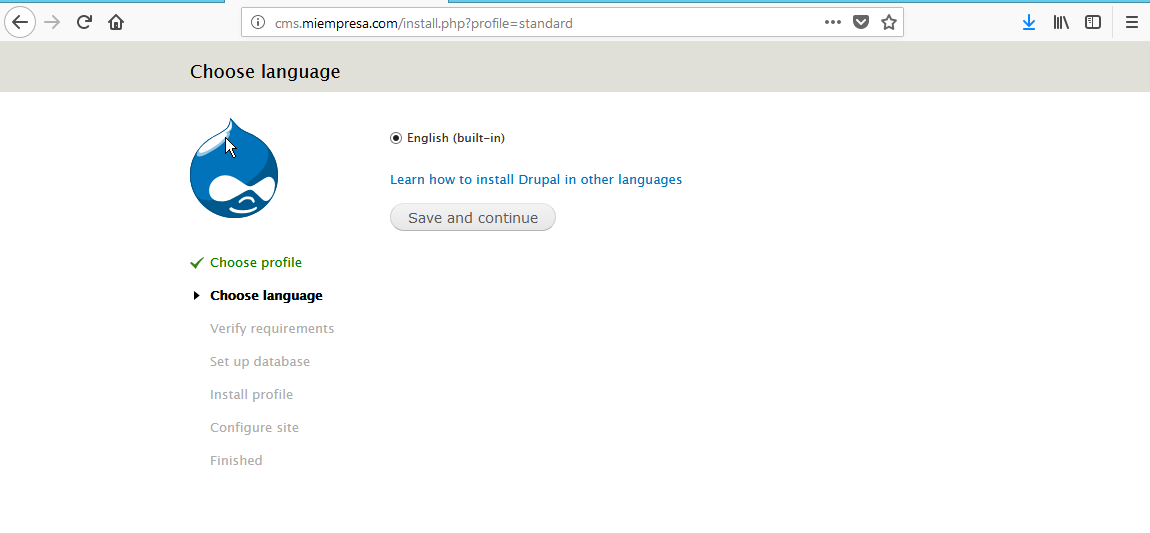 cms.miempresa.com/install.php?profile=standard
Choose language
English (built-in)
Learn how to install Drupal in other languages
Save and continue
Choose profile
Choose language
Verify requirements
Set up database
Install profile
Configure site
Finished